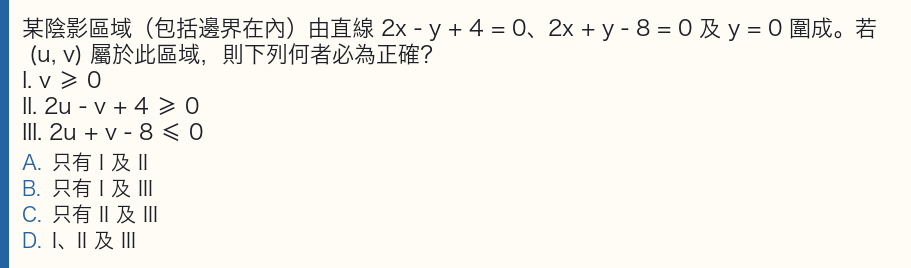 某陰影區域（包括邊界在內）由直線 2x - y + 4 = 0、2x + y - 8 = 0 及 y = 0 圍成。若
(u, v) 屬於此區域，則下列何者必為正確？
I. v ⩾ 0
II. 2u - v + 4 ⩾ 0
III. 2u + v - 8 ⩽ 0
A. 只有 I 及 II
B. 只有 I 及 III
C. 只有 II 及 III
D. I、II 及 III